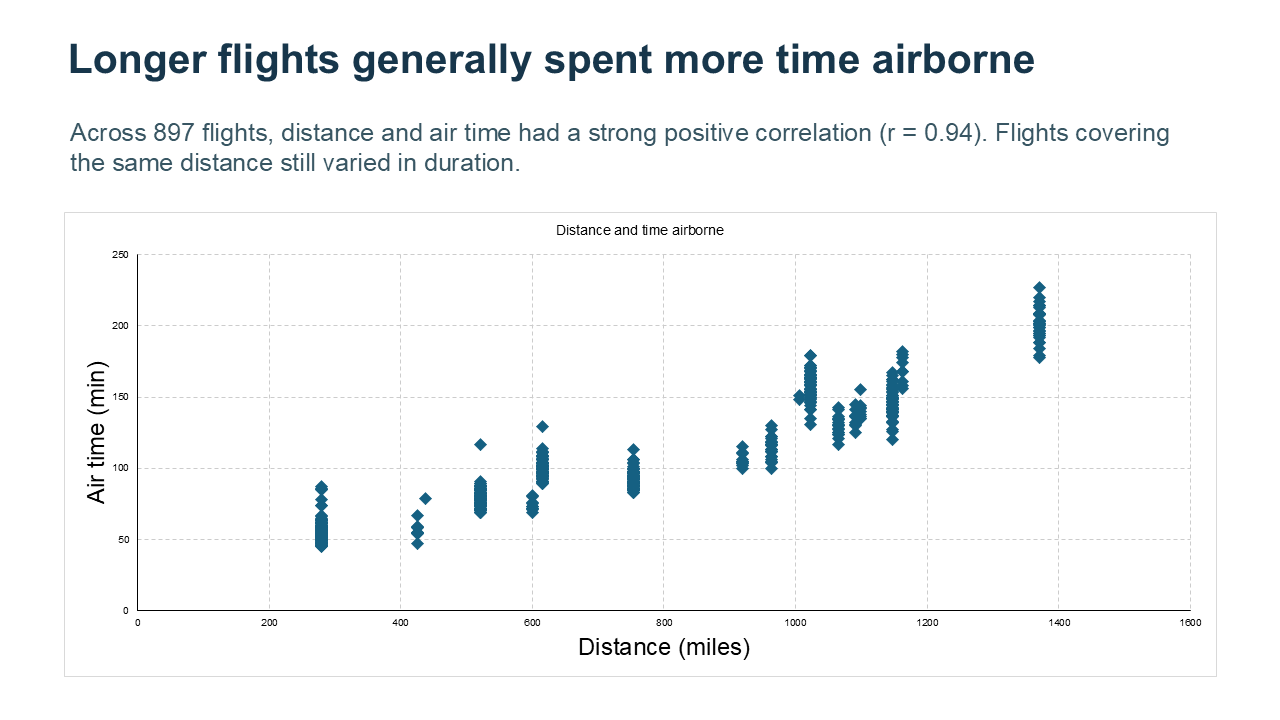 Longer flights generally spent more time airborne
Across 897 flights, distance and air time had a strong positive correlation (r = 0.94). Flights covering
the same distance still varied in duration.
Distance and time airborne
250
200
150
100
50
0
Air time (min)
0 200 400 600 800 1000 1200 1400 1600
Distance (miles)